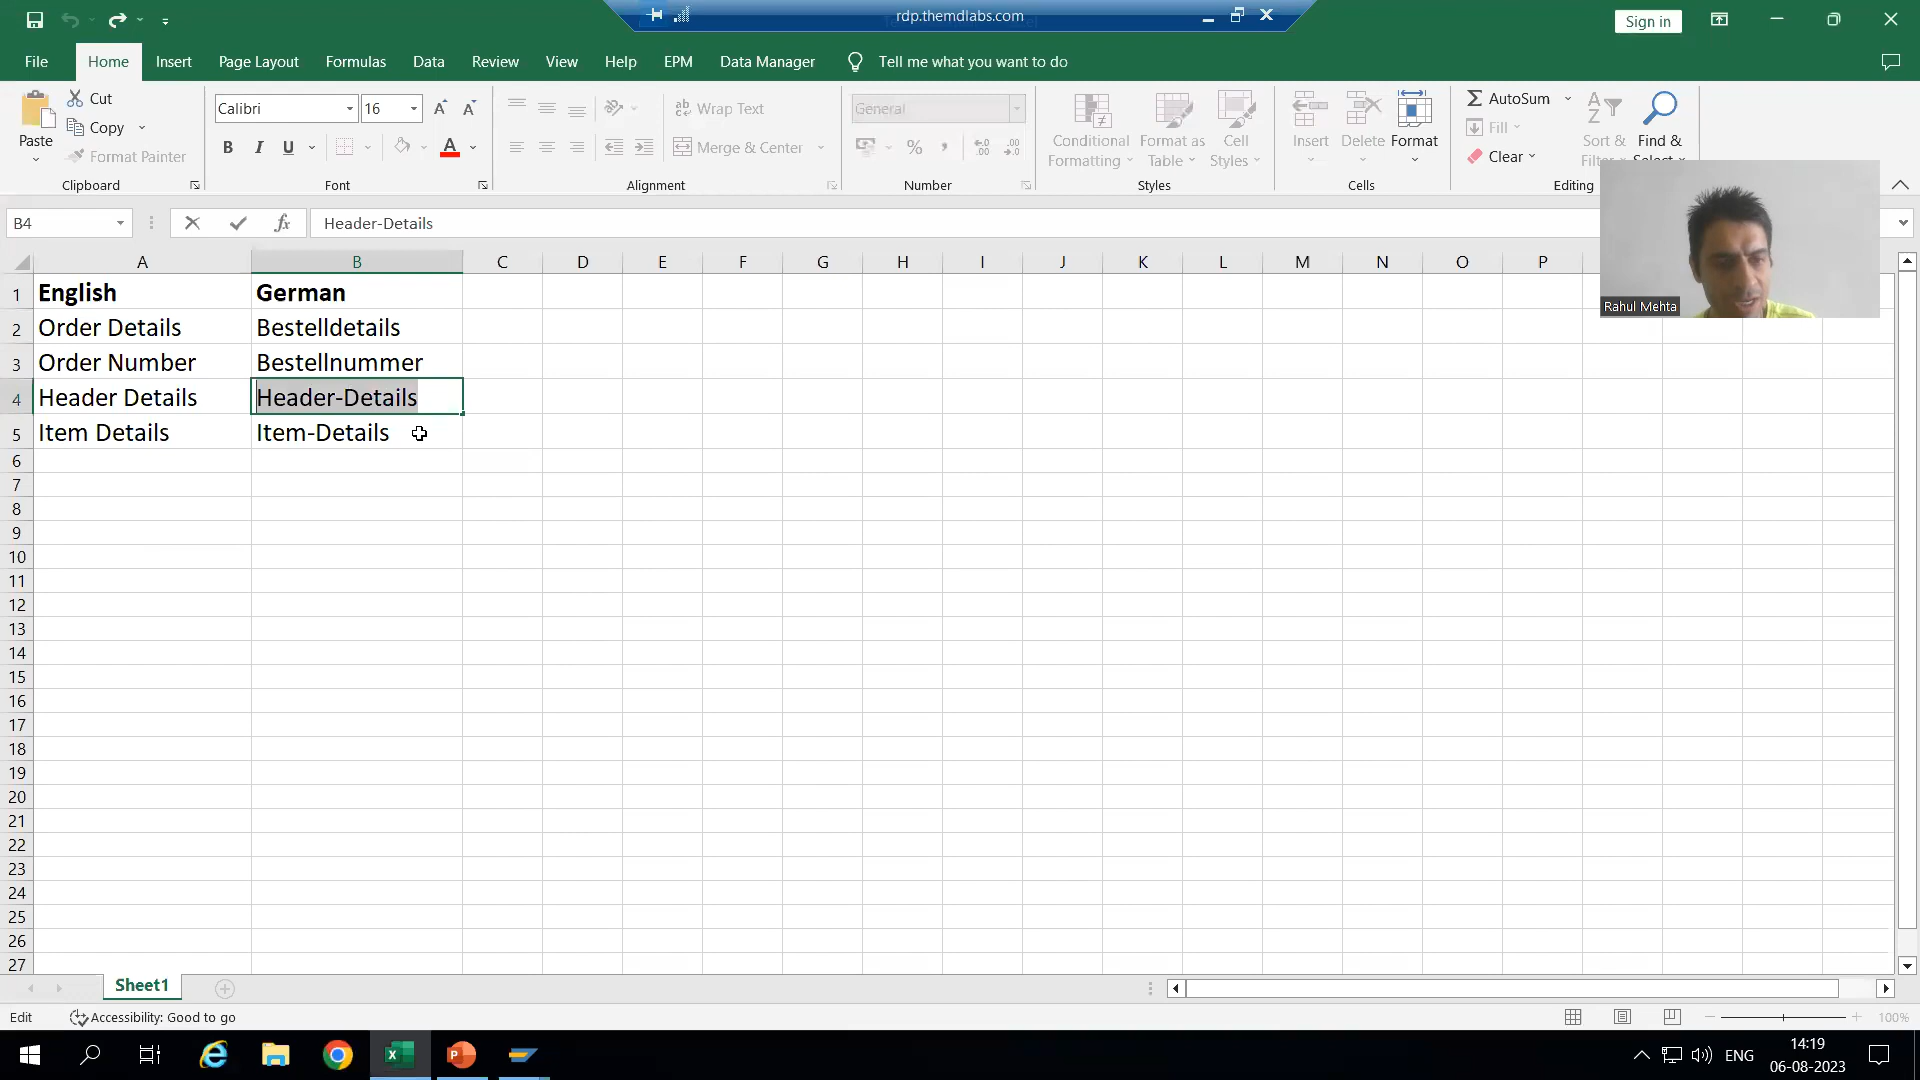 rdp.themdlabs.com
Sign in
File Home Insert Page Layout Formulas Data Review View Help EPM Data Manager Tell me what you want to do
Paste
Cut
Copy
Format Painter
Clipboard
Calibri 16
B I U A
Font
Wrap Text
Merge & Center
Alignment
General
Number
Conditional Formatting
Format as Table
Cell Styles
Styles
Insert Delete Format
Cells
AutoSum
Fill
Clear
Sort &
Find &
Editing
Rahul Mehta
B4 fx Header-Details
A B C D E F G H I J K L M N O P
1 English German
2 Order Details Bestelldetails
3 Order Number Bestellnummer
4 Header Details Header-Details
5 Item Details Item-Details
6
7
8
9
10
11
12
13
14
15
16
17
18
19
20
21
22
23
24
25
26
27
Sheet1
Edit Accessibility: Good to go 100%
ENG 14:19
06-08-2023